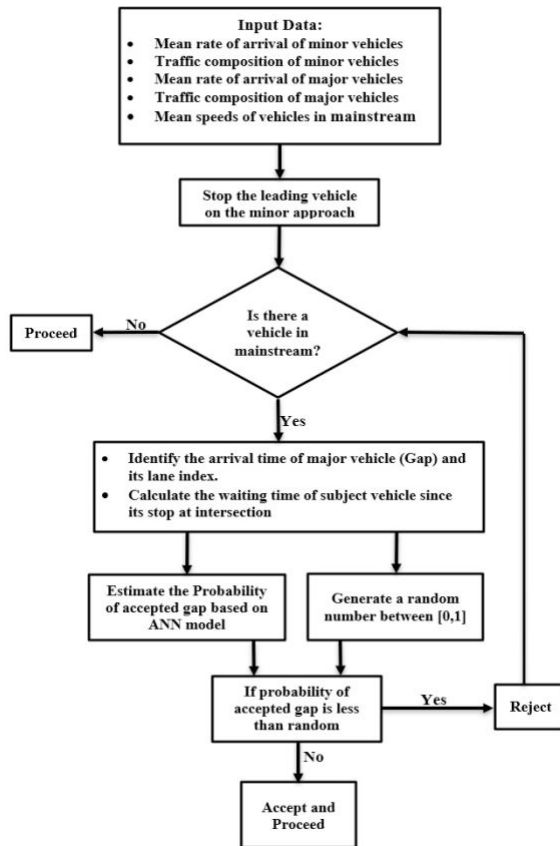 Input Data:
• Mean rate of arrival of minor vehicles
• Traffic composition of minor vehicles
• Mean rate of arrival of major vehicles
• Traffic composition of major vehicles
• Mean speeds of vehicles in mainstream
Stop the leading vehicle
on the minor approach
Is there a
vehicle in
mainstream?
No
Proceed
Yes
• Identify the arrival time of major vehicle (Gap) and
its lane index.
• Calculate the waiting time of subject vehicle since
its stop at intersection
Estimate the Probability
of accepted gap based on
ANN model
Generate a random
number between [0,1]
If probability of
accepted gap is less
than random
Yes
Reject
No
Accept and
Proceed